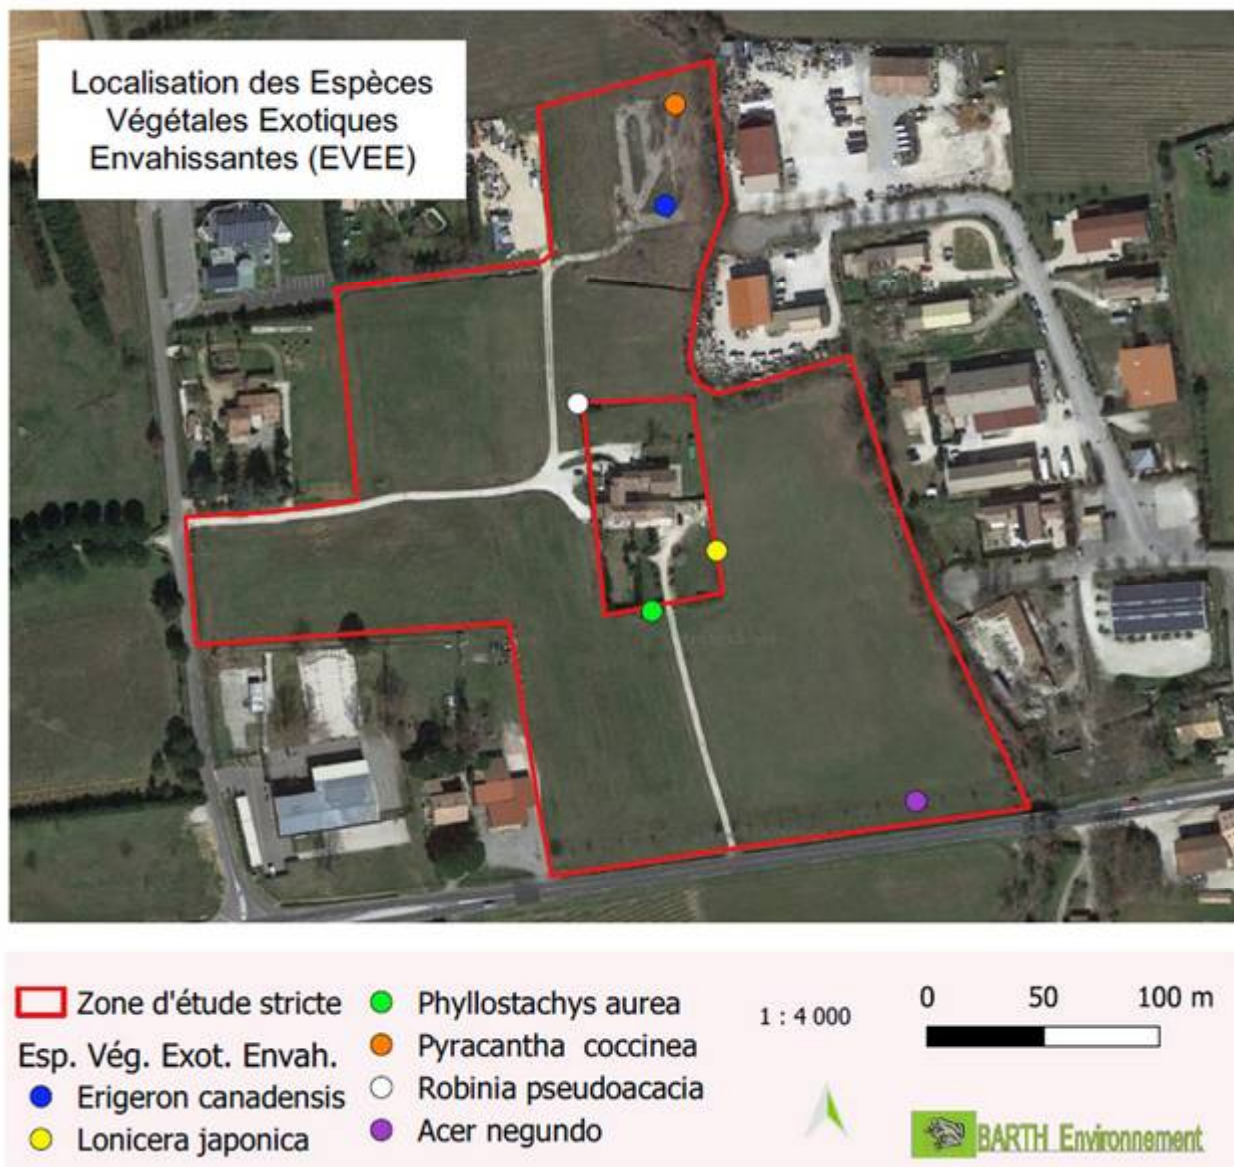 Localisation des Espèces
Végétales Exotiques
Envahissantes (EVEE)
Zone d'étude stricte
Esp. Vég. Exot. Envah.
Erigeron canadensis
Lonicera japonica
Phyllostachys aurea
Pyracantha coccinea
Robinia pseudoacacia
Acer negundo
1 : 4 000
0 50 100 m
BARTH Environnement